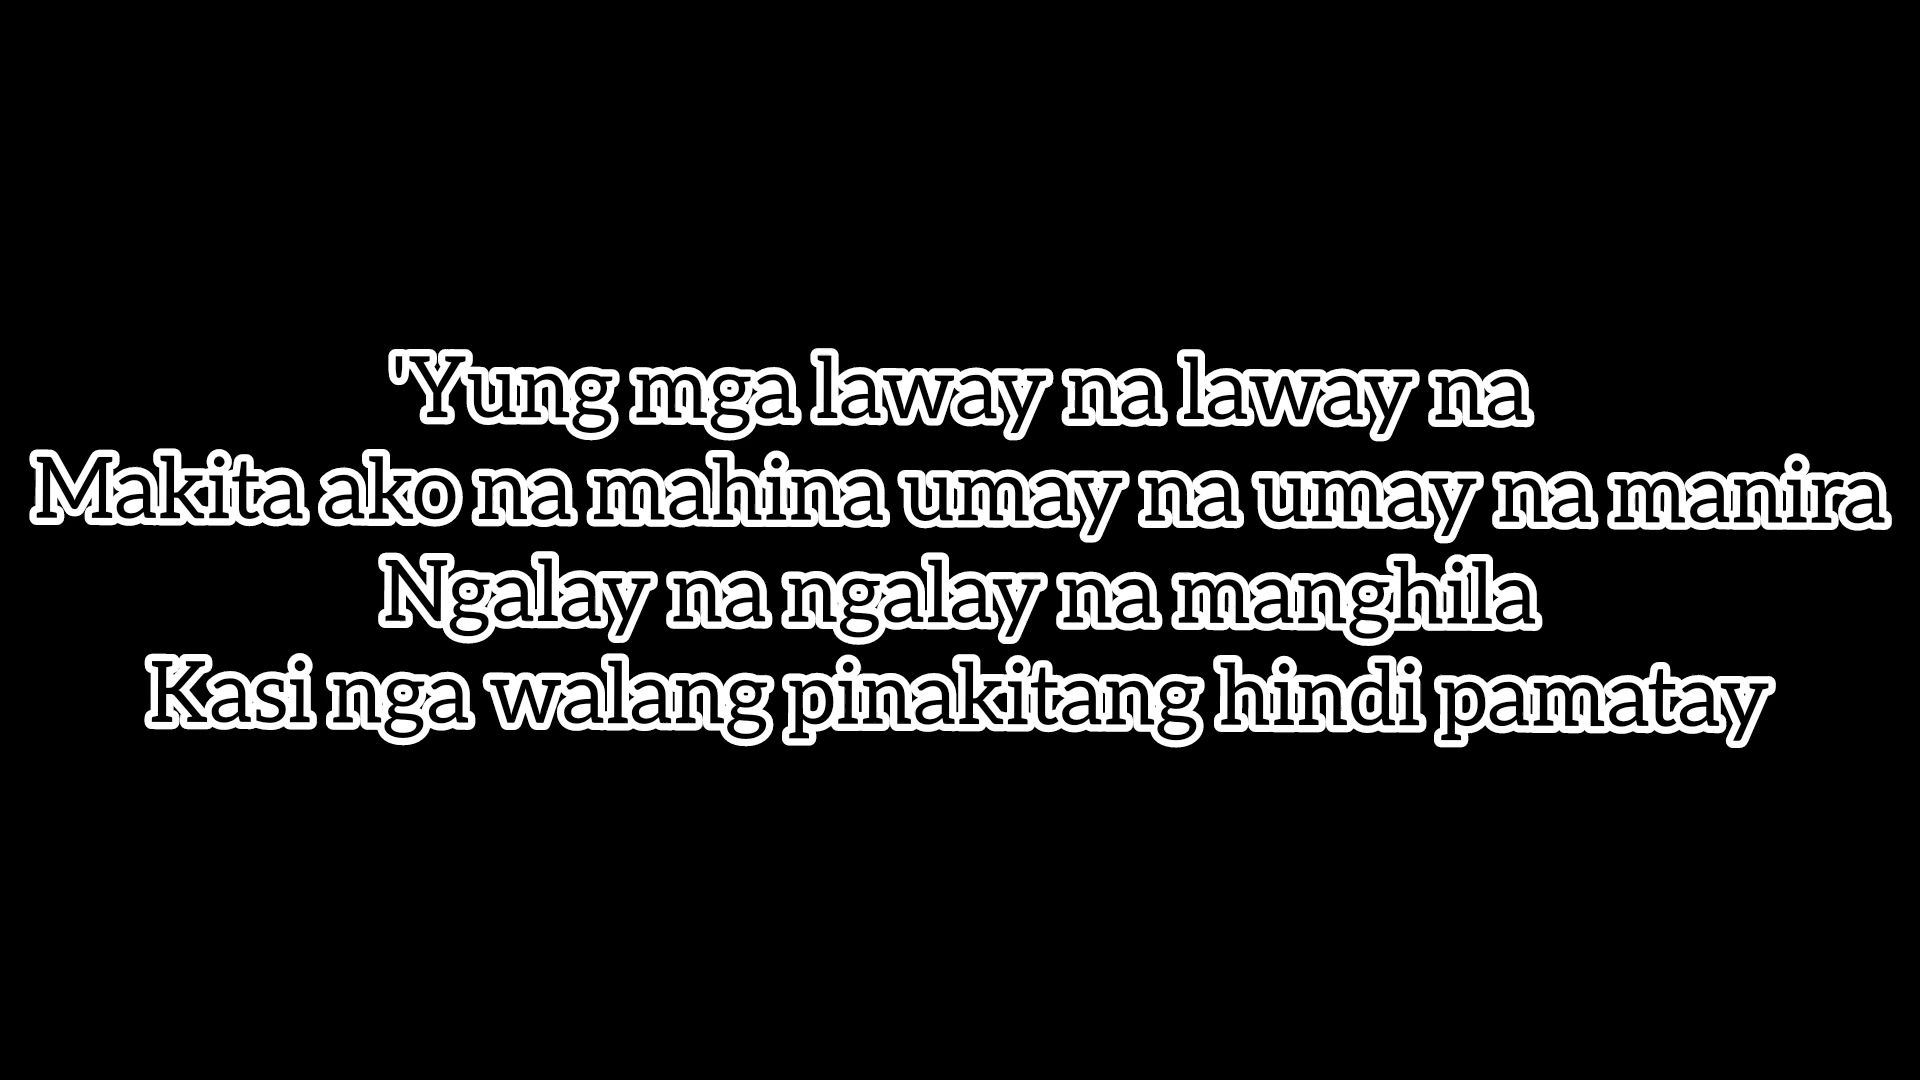 'Yung mga laway na laway na
Makita ako na mahina umay na umay na manira
Ngalay na ngalay na manghila
Kasi nga walang pinakitang hindi pamatay